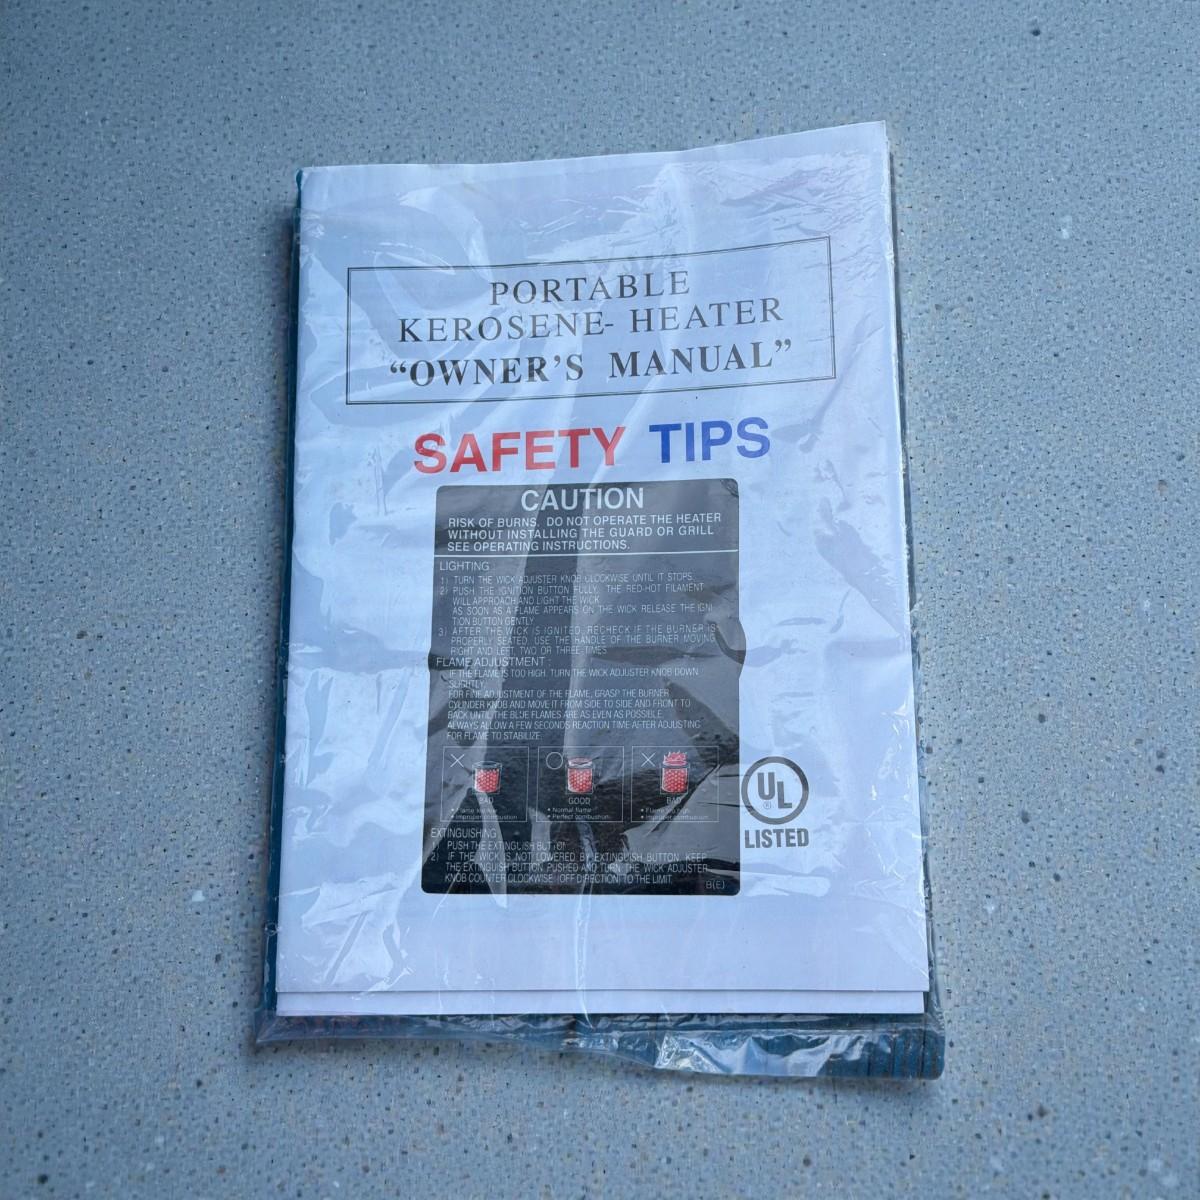 PORTABLE
KEROSENE- HEATER
“OWNER’S MANUAL”
SAFETY TIPS
CAUTION
RISK OF BURNS. DO NOT OPERATE THE HEATER
WITHOUT INSTALLING THE GUARD OR GRILL
SEE OPERATING INSTRUCTIONS.
LIGHTING :
1) TURN THE WICK ADJUSTER KNOB CLOCKWISE UNTIL IT STOPS.
2) PUSH THE IGNITION BUTTON FULLY. THE RED-HOT FILAMENT
WILL APPROACH AND LIGHT THE WICK.
AS SOON AS A FLAME APPEARS ON THE WICK RELEASE THE IGNI
TION BUTTON GENTLY
3) AFTER THE WICK IS IGNITED, RECHECK IF THE BURNER IS
PROPERLY SEATED, USE THE HANDLE OF THE BURNER MOVING
RIGHT AND LEFT, TWO OR THREE TIMES
FLAME ADJUSTMENT :
IF THE FLAME IS TOO HIGH, TURN THE WICK ADJUSTER KNOB DOWN
SLIGHTLY.
FOR FINE ADJUSTMENT OF THE FLAME, GRASP THE BURNER
CYLINDER KNOB AND MOVE IT FROM SIDE TO SIDE AND FRONT TO
BACK UNTIL THE BLUE FLAMES ARE AS EVEN AS POSSIBLE.
ALWAYS ALLOW A FEW SECONDS REACTION TIME AFTER ADJUSTING
FOR FLAME TO STABILIZE.
BAD
• Flame too low
• Improper combustion
GOOD
• Normal flame
• Perfect combustion
BAD
• Flame too high
• Improper combustion
UL
®
LISTED
EXTINGUISHING
PUSH THE EXTINGUISH BUTTON
2) IF THE WICK IS NOT LOWERED BY EXTINGUISH BUTTON, KEEP
THE EXTINGUISH BUTTON PUSHED AND TURN THE WICK ADJUSTER
KNOB COUNTER CLOCKWISE (OFF DIRECTION) TO THE LIMIT.
B(E)